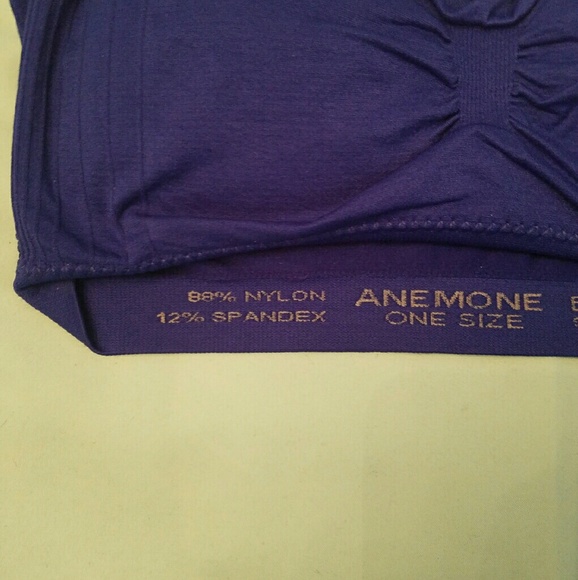 88% NYLON
12% SPANDEX
ANEMONE
ONE SIZE